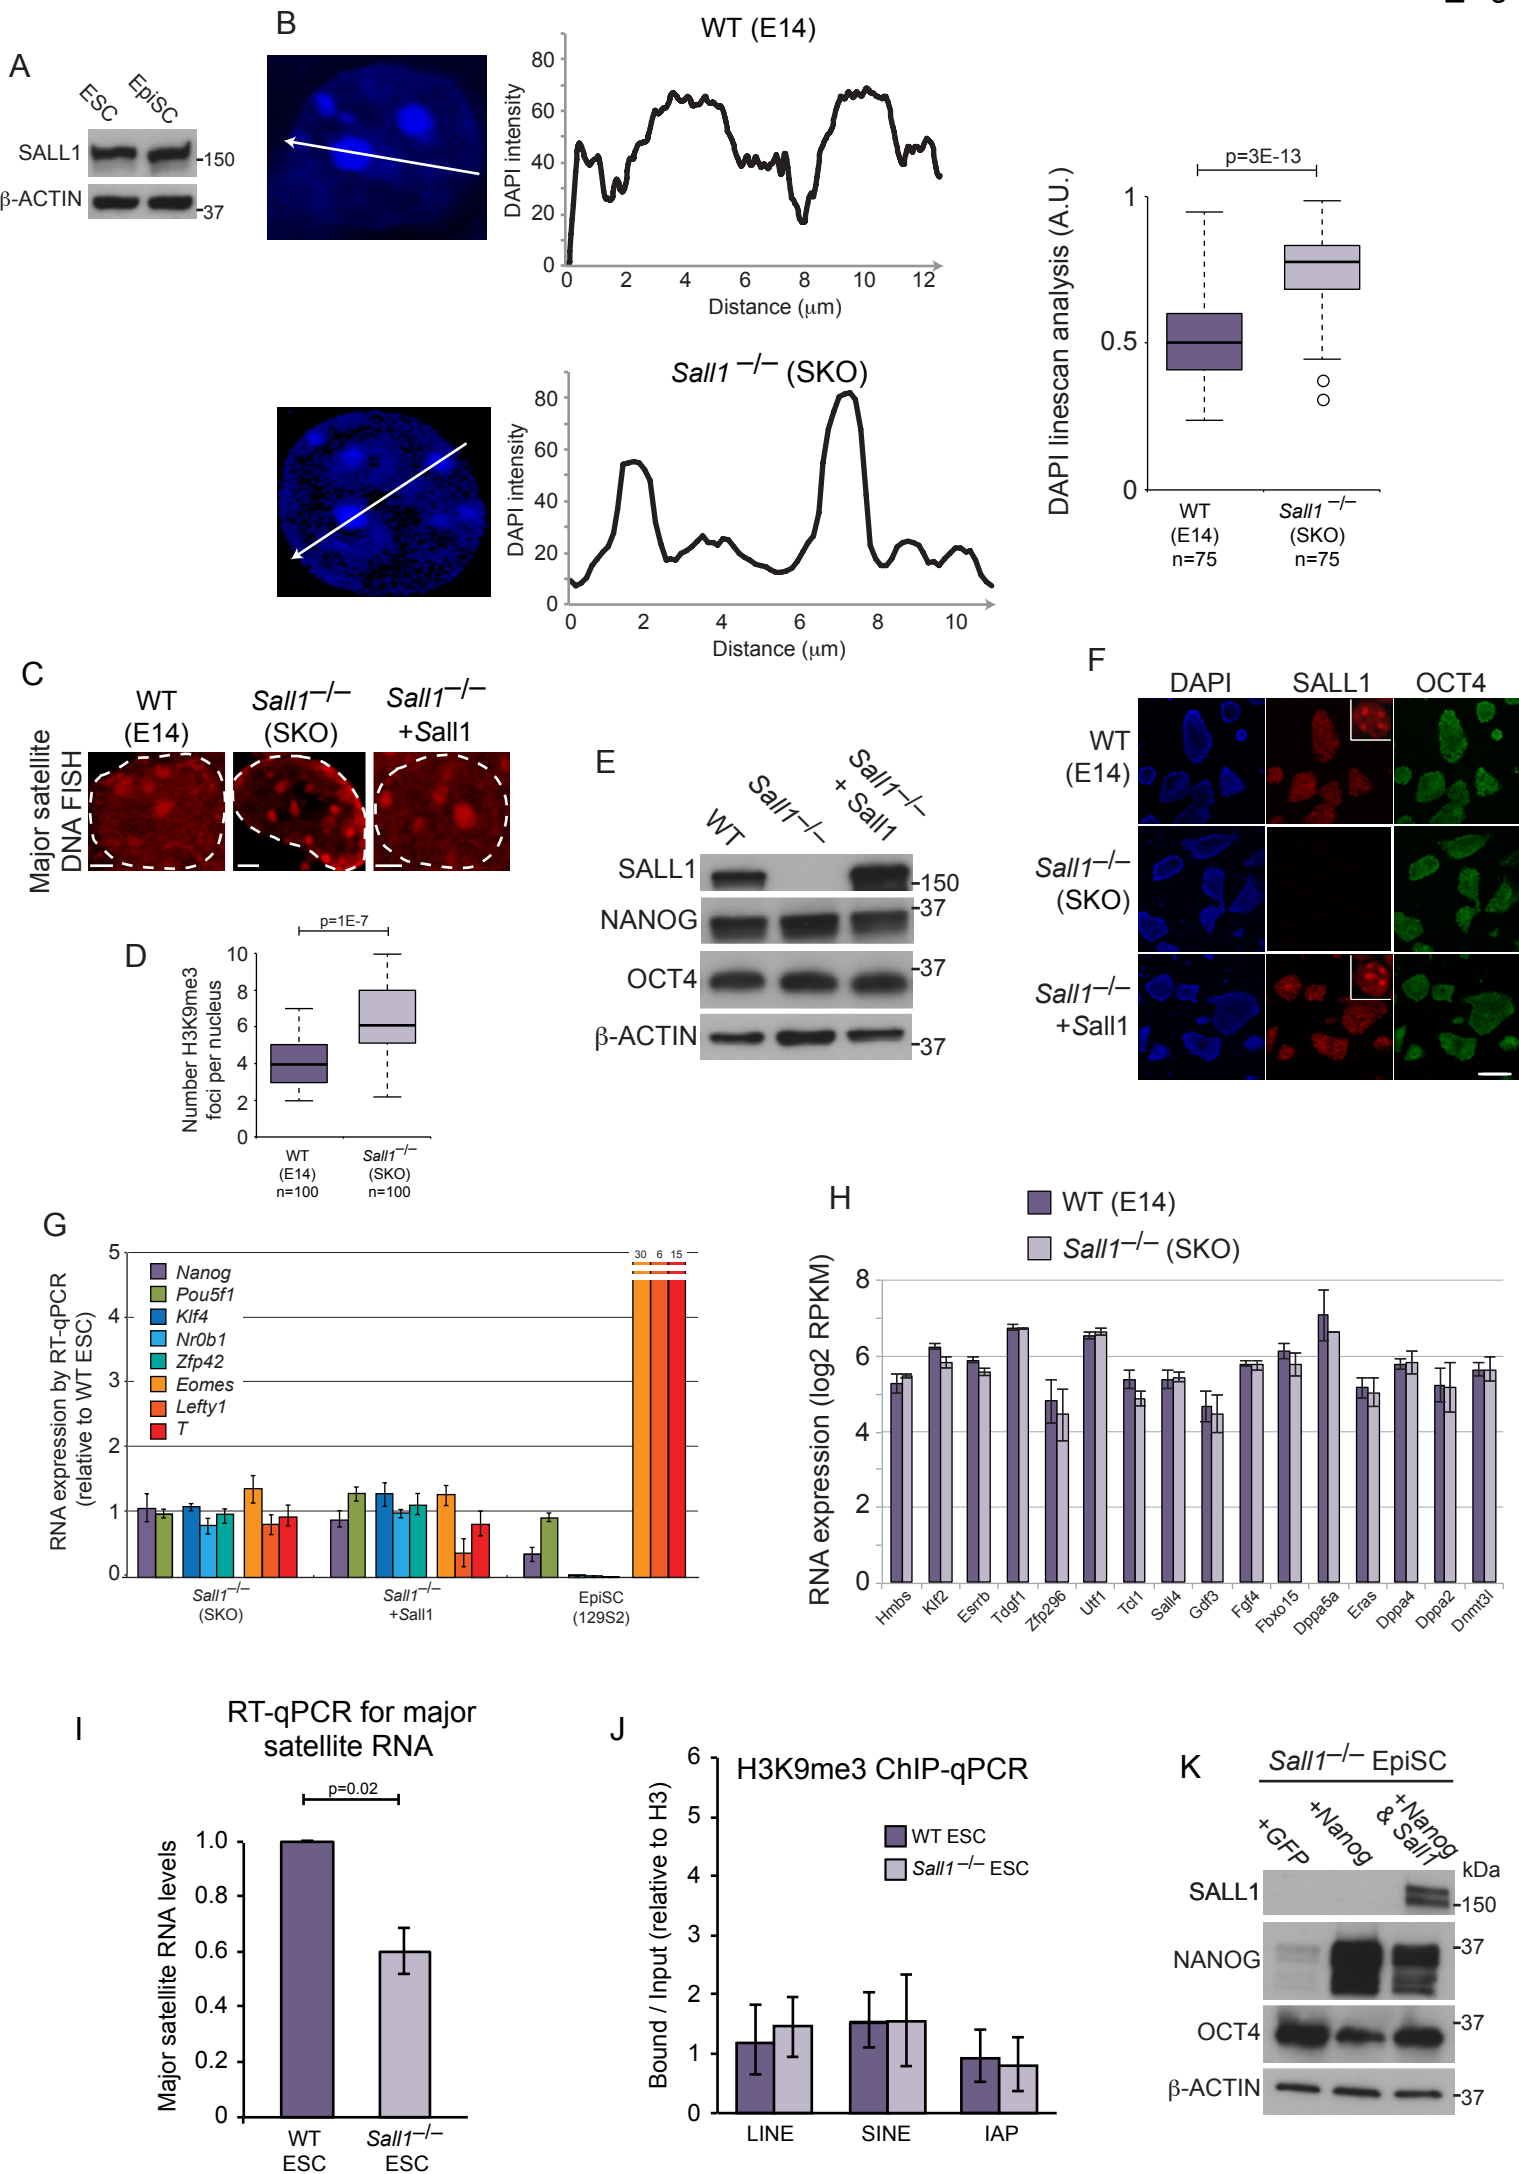 A
ESC
EpiSC
SALL1
-150
β-ACTIN
-37
B
WT (E14)
DAPI intensity
80
60
40
20
0
0 2 4 6 8 10 12
Distance (μm)
Sall1 –/– (SKO)
DAPI intensity
80
60
40
20
0
0 2 4 6 8 10
Distance (μm)
p=3E-13
DAPI linescan analysis (A.U.)
1
0.5
0
WT
(E14)
n=75
Sall1 –/–
(SKO)
n=75
C
Major satellite
DNA FISH
WT
(E14)
Sall1–/–
(SKO)
Sall1–/–
+Sall1
D
p=1E-7
Number H3K9me3
foci per nucleus
10
8
6
4
2
0
WT
(E14)
n=100
Sall1–/–
(SKO)
n=100
E
WT
Sall1–/–
Sall1–/–
+ Sall1
SALL1
-150
NANOG
-37
OCT4
-37
β-ACTIN
-37
F
DAPI SALL1 OCT4
WT
(E14)
Sall1–/–
(SKO)
Sall1–/–
+Sall1
G
RNA expression by RT-qPCR
(relative to WT ESC)
5
4
3
2
1
0
Nanog
Pou5f1
Klf4
Nr0b1
Zfp42
Eomes
Lefty1
T
30 6 15
Sall1–/–
(SKO)
Sall1–/–
+Sall1
EpiSC
(129S2)
H
WT (E14)
Sall1–/– (SKO)
RNA expression (log2 RPKM)
8
6
4
2
0
Hmbs
Klf2
Esrrb
Tdgf1
Zfp296
Utf1
Tcl1
Sall4
Gdf3
Fgf4
Fbxo15
Dppa5a
Eras
Dppa4
Dppa2
Dnmt3l
I
RT-qPCR for major
satellite RNA
p=0.02
Major satellite RNA levels
1.0
0.8
0.6
0.4
0.2
0
WT
ESC
Sall1–/–
ESC
J
H3K9me3 ChIP-qPCR
Bound / Input (relative to H3)
6
5
4
3
2
1
0
WT ESC
Sall1–/– ESC
LINE SINE IAP
K
Sall1–/– EpiSC
+GFP
+Nanog
+Nanog
& Sall1
kDa
SALL1
-150
NANOG
-37
OCT4
-37
β-ACTIN
-37